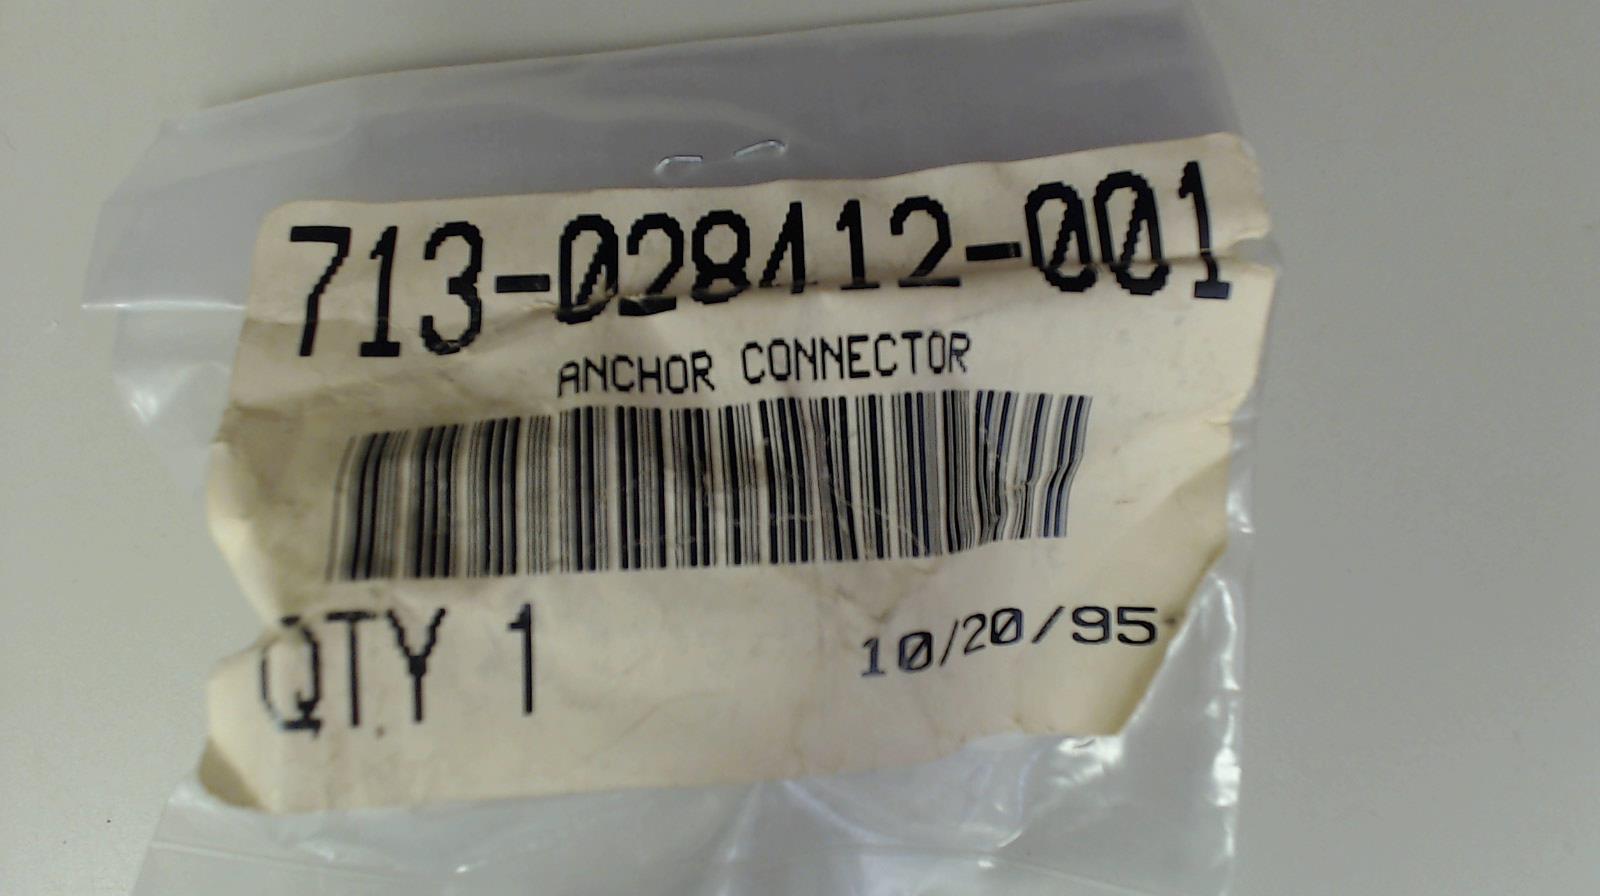 713-028412-001
ANCHOR CONNECTOR
QTY 1
10/20/95